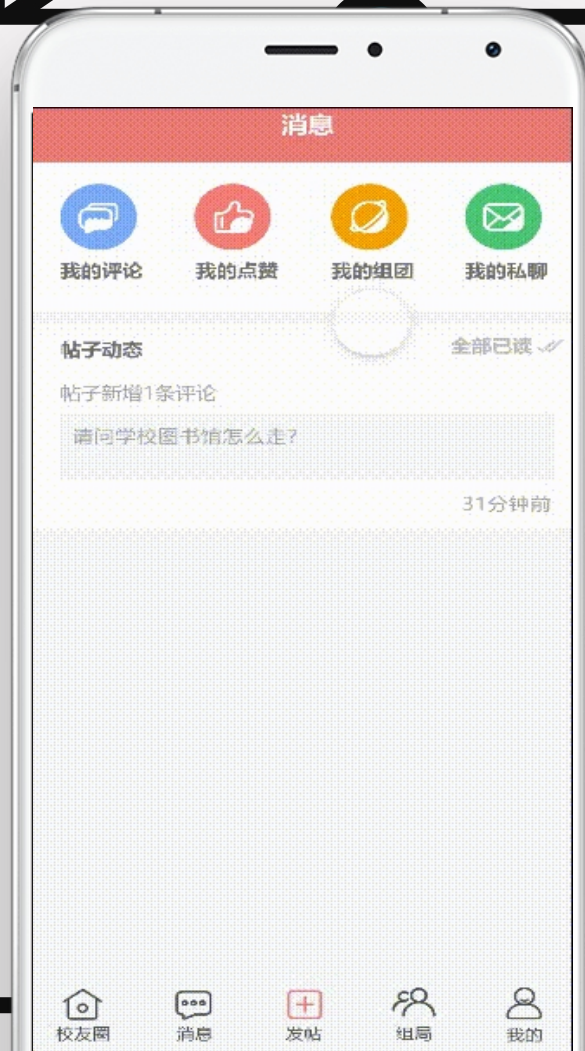 消息
我的评论 我的点赞 我的组团 我的私聊
帖子动态 全部已读
帖子新增1条评论
请问学校图书馆怎么走?
31分钟前
校友圈 消息 发帖 组局 我的